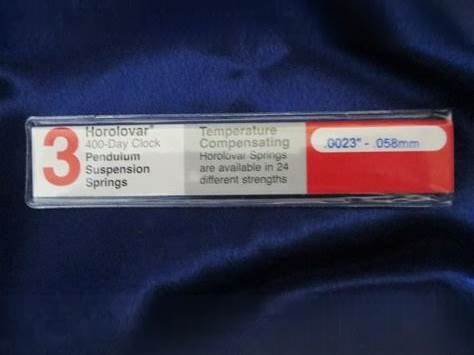 3
Horolovar®
400-Day Clock
Pendulum
Suspension
Springs
Temperature
Compensating
Horolovar Springs
are available in 24
different strengths
.0023" - .058mm